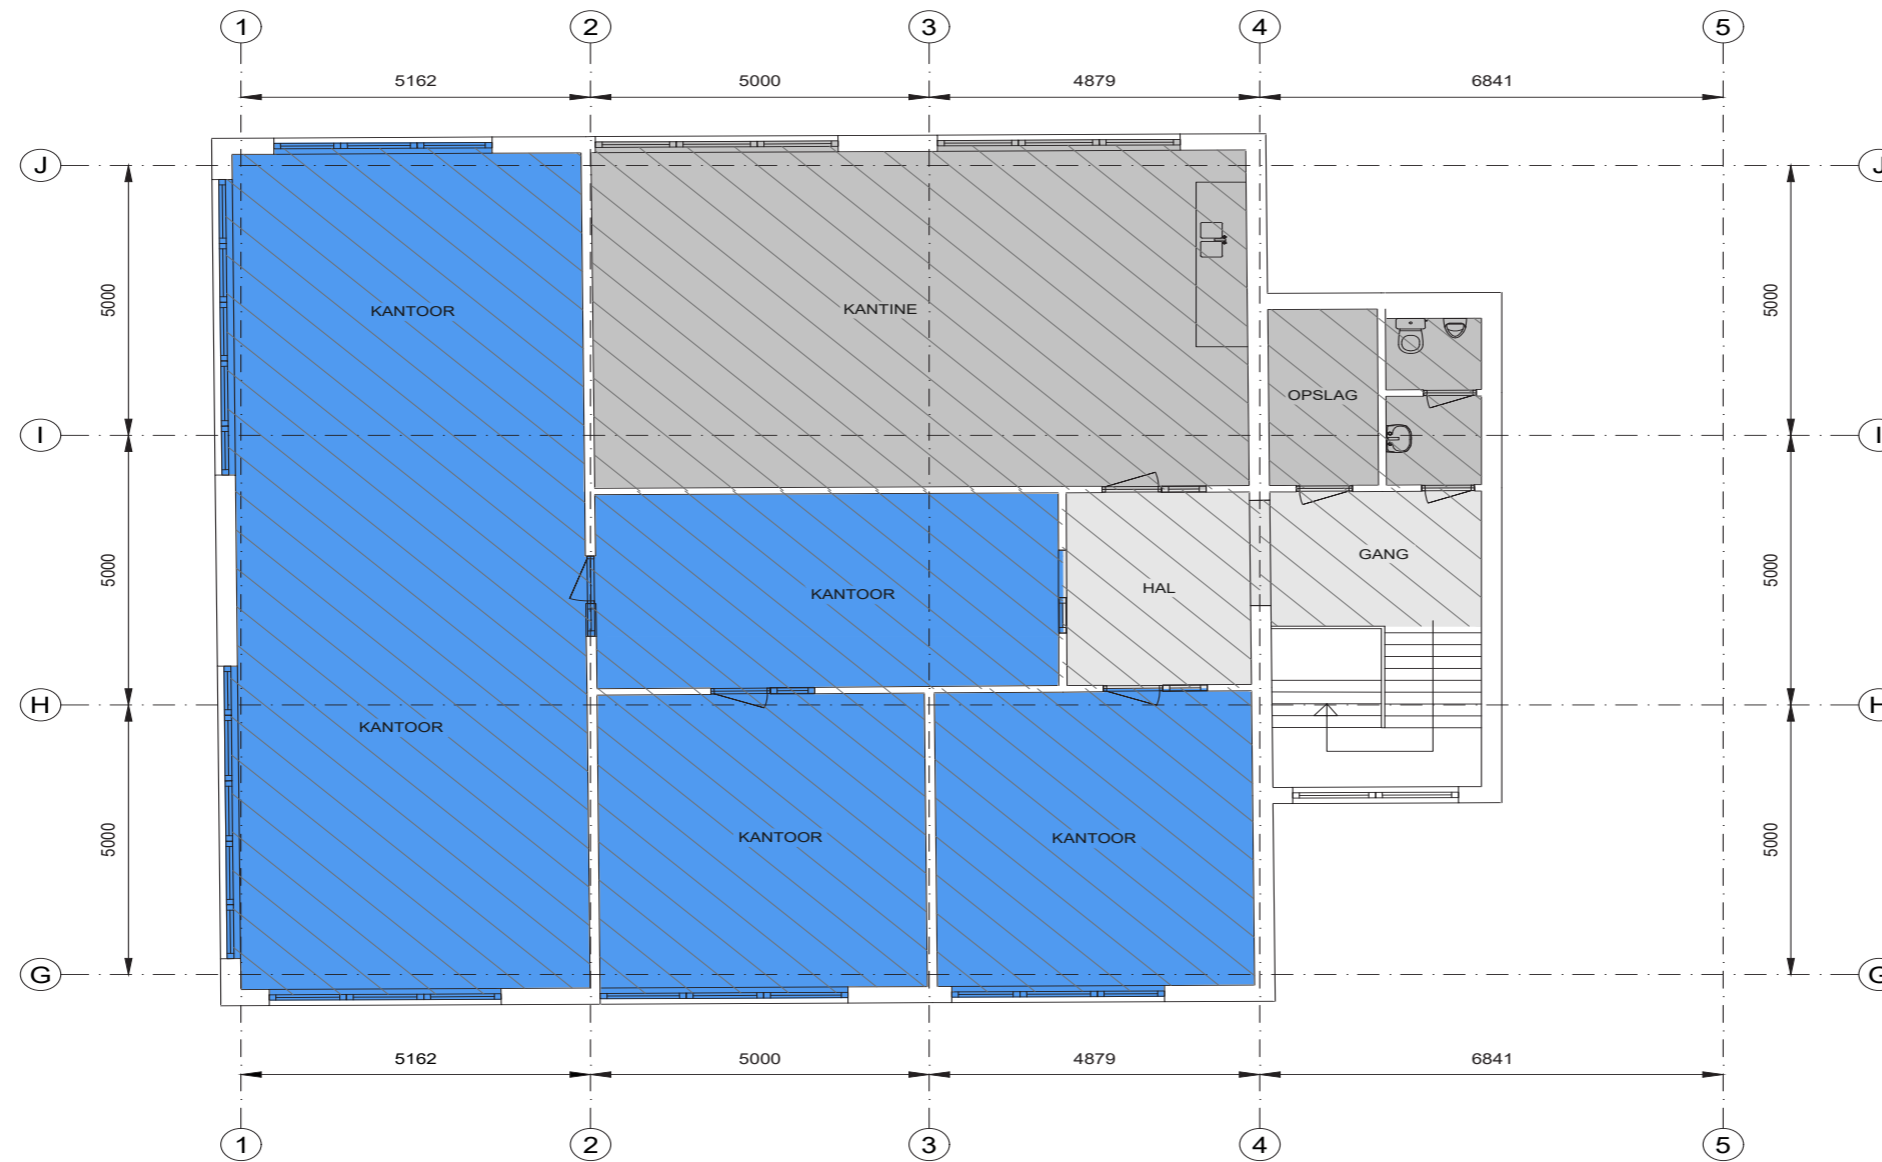 1 2 3 4 5
5162 5000 4879 6841
J J
5000 5000
KANTOOR KANTINE
OPSLAG
I I
GANG
5000 HAL 5000
KANTOOR
H H
KANTOOR
5000 KANTOOR KANTOOR 5000
G G
5162 5000 4879 6841
1 2 3 4 5